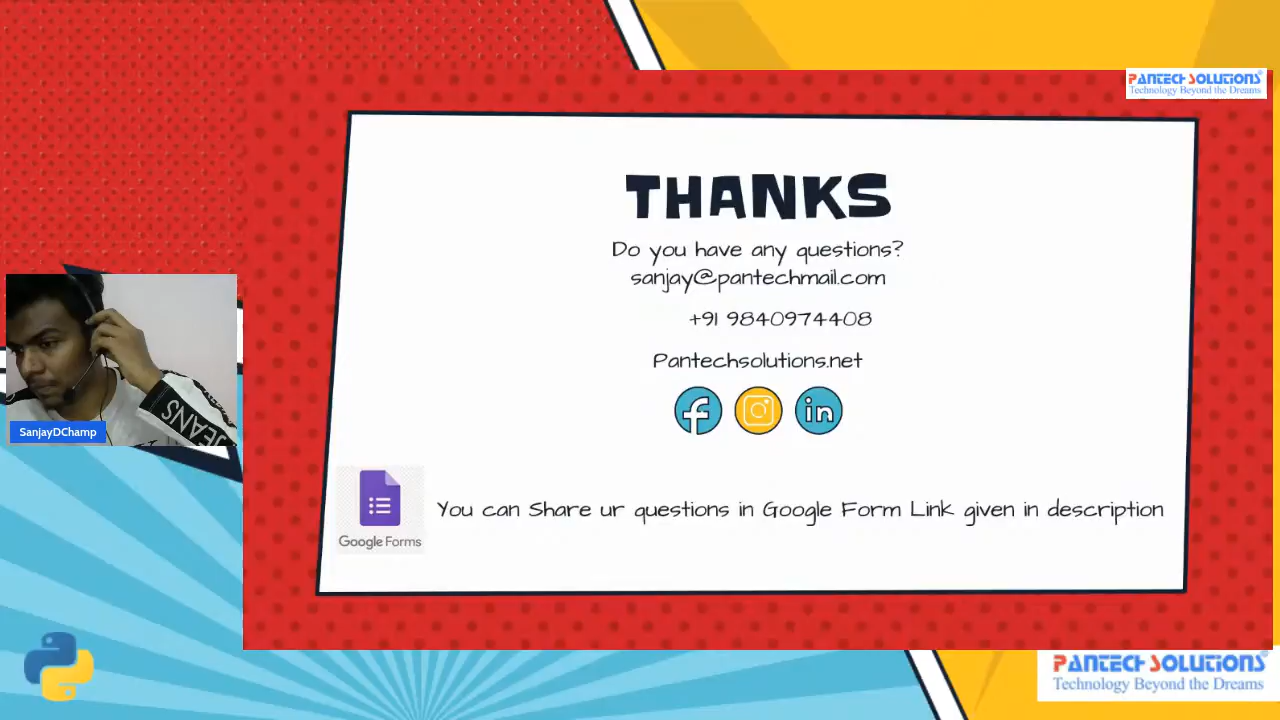 PANTECH SOLUTIONS®
Technology Beyond the Dreams
THANKS
Do you have any questions?
sanjay@pantechmail.com
+91 9840974408
Pantechsolutions.net
f
in
JEANS
SanjayDChamp
You can Share ur questions in Google Form Link given in description
Google Forms
PANTECH SOLUTIONS®
Technology Beyond the Dreams